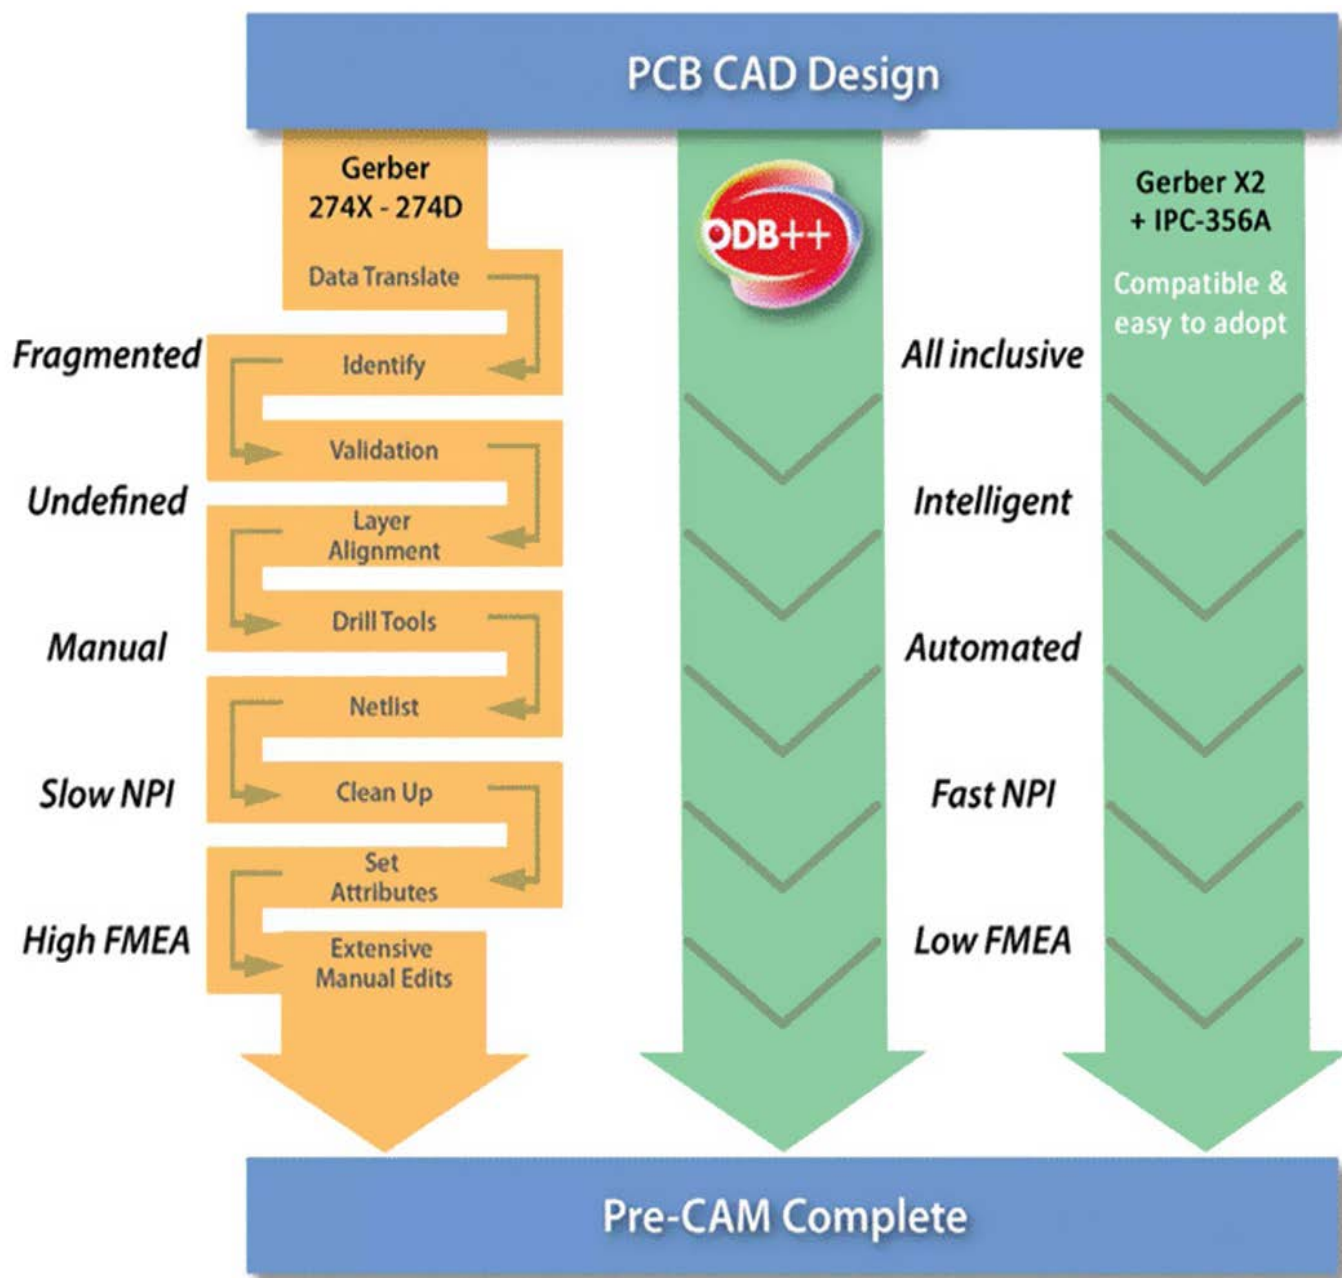 PCB CAD Design
Gerber
274X - 274D
Data Translate
Identify
Validation
Layer
Alignment
Drill Tools
Netlist
Clean Up
Set
Attributes
Extensive
Manual Edits
Fragmented
Undefined
Manual
Slow NPI
High FMEA
ODB++
All inclusive
Intelligent
Automated
Fast NPI
Low FMEA
Gerber X2
+ IPC-356A
Compatible &
easy to adopt
Pre-CAM Complete